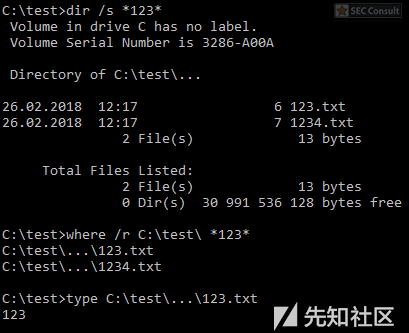 C:\test>dir /s *123*
SEC Consult
 Volume in drive C has no label.
 Volume Serial Number is 3286-A00A
 Directory of C:\test\...
26.02.2018  12:17                 6 123.txt
26.02.2018  12:17                 7 1234.txt
               2 File(s)             13 bytes
     Total Files Listed:
               2 File(s)             13 bytes
               0 Dir(s)  30 991 536 128 bytes free
C:\test>where /r C:\test\ *123*
C:\test\...\123.txt
C:\test\...\1234.txt
C:\test>type C:\test\...\123.txt
123
先知社区